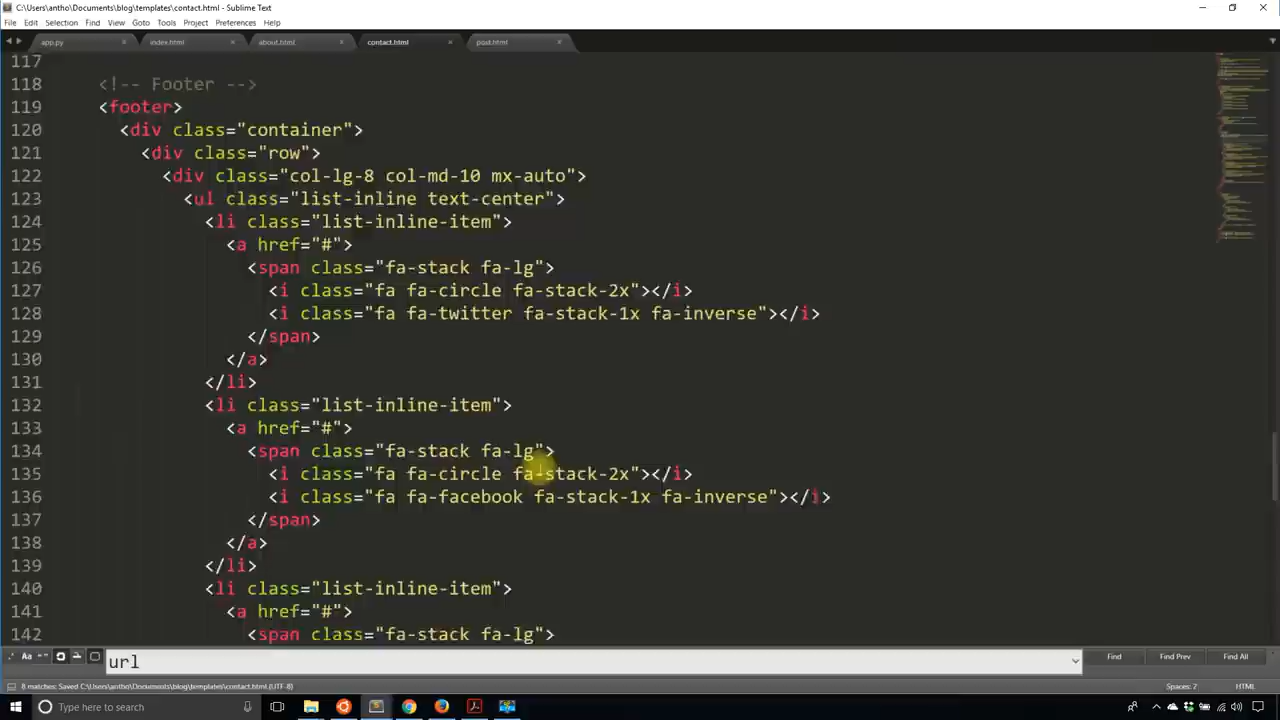 C:\Users\antho\Documents\blog\templates\contact.html - Sublime Text
File Edit Selection Find View Goto Tools Project Preferences Help
app.py index.html about.html contact.html post.html
117
118 <!-- Footer -->
119 <footer>
120 <div class="container">
121 <div class="row">
122 <div class="col-lg-8 col-md-10 mx-auto">
123 <ul class="list-inline text-center">
124 <li class="list-inline-item">
125 <a href="#">
126 <span class="fa-stack fa-lg">
127 <i class="fa fa-circle fa-stack-2x"></i>
128 <i class="fa fa-twitter fa-stack-1x fa-inverse"></i>
129 </span>
130 </a>
131 </li>
132 <li class="list-inline-item">
133 <a href="#">
134 <span class="fa-stack fa-lg">
135 <i class="fa fa-circle fa-stack-2x"></i>
136 <i class="fa fa-facebook fa-stack-1x fa-inverse"></i>
137 </span>
138 </a>
139 </li>
140 <li class="list-inline-item">
141 <a href="#">
142 <span class="fa-stack fa-lg">
.* Aa "" url Find Find Prev Find All
8 matches: Saved C:\Users\antho\Documents\blog\templates\contact.html (UTF-8) Spaces: 7 HTML
Type here to search